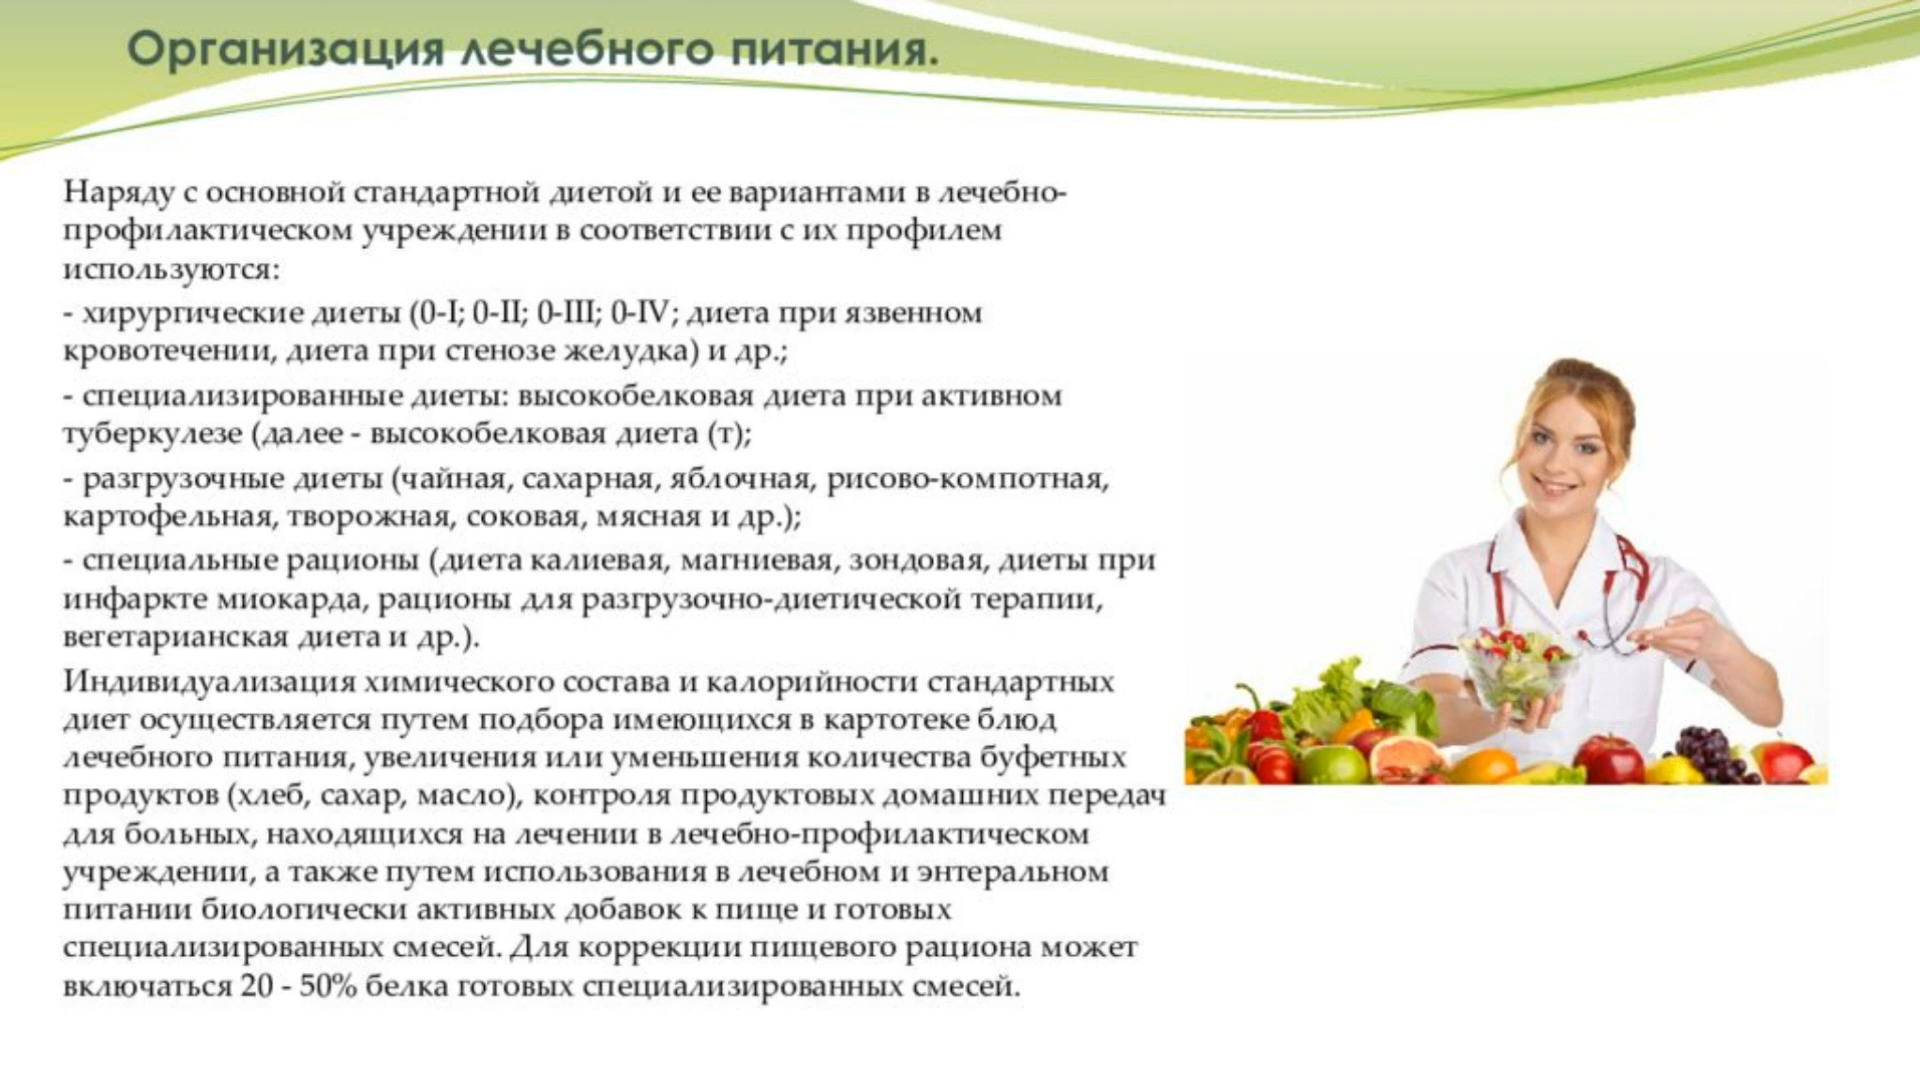 Организация лечебного питания.
Наряду с основной стандартной диетой и ее вариантами в лечебно-
профилактическом учреждении в соответствии с их профилем
используются:
- хирургические диеты (0-I; 0-II; 0-III; 0-IV; диета при язвенном
кровотечении, диета при стенозе желудка) и др.;
- специализированные диеты: высокобелковая диета при активном
туберкулезе (далее - высокобелковая диета (т);
- разгрузочные диеты (чайная, сахарная, яблочная, рисово-компотная,
картофельная, творожная, соковая, мясная и др.);
- специальные рационы (диета калиевая, магниевая, зондовая, диеты при
инфаркте миокарда, рационы для разгрузочно-диетической терапии,
вегетарианская диета и др.).
Индивидуализация химического состава и калорийности стандартных
диет осуществляется путем подбора имеющихся в картотеке блюд
лечебного питания, увеличения или уменьшения количества буфетных
продуктов (хлеб, сахар, масло), контроля продуктовых домашних передач
для больных, находящихся на лечении в лечебно-профилактическом
учреждении, а также путем использования в лечебном и энтеральном
питании биологически активных добавок к пище и готовых
специализированных смесей. Для коррекции пищевого рациона может
включаться 20 - 50% белка готовых специализированных смесей.